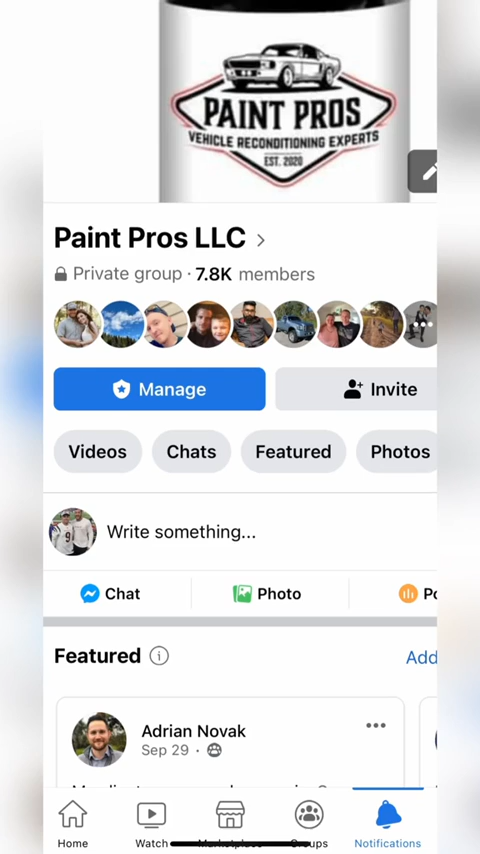 PAINT PROS
VEHICLE RECONDITIONING EXPERTS
EST. 2020
Paint Pros LLC
Private group · 7.8K members
Manage
Invite
Videos
Chats
Featured
Photos
9
Write something...
Chat
Photo
Featured
Add
Adrian Novak
Sep 29 ·
Home
Watch
Notifications